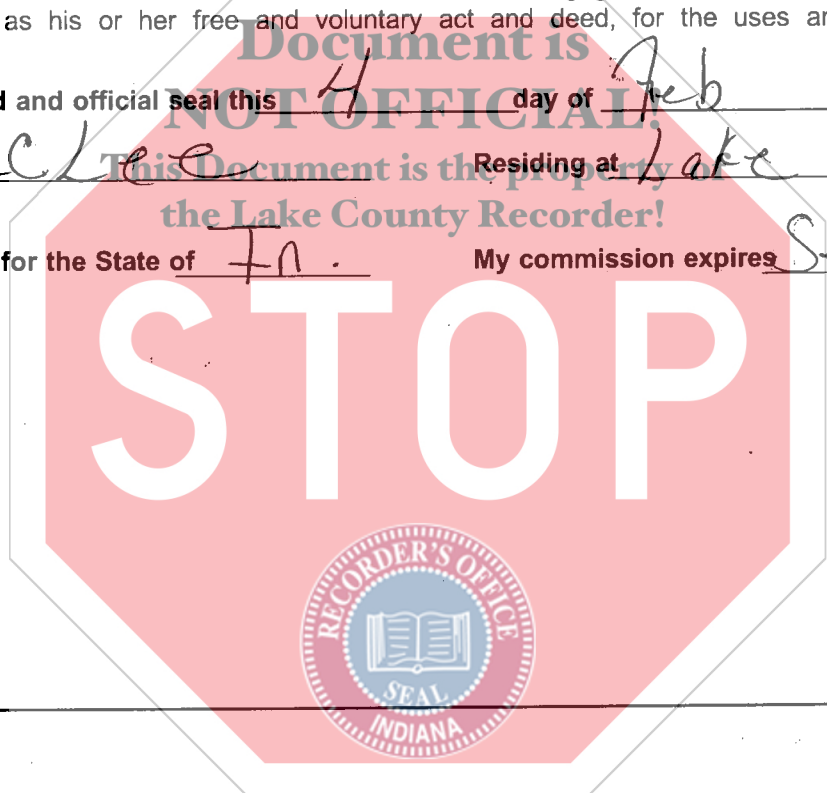 as his or her free and voluntary act and deed, for the uses
Document is
and official seal this 4 day of Feb
NOT OFFICIAL!
C Lee Residing at Lake
This Document is the property of
the Lake County Recorder!
for the State of In. My commission expires
STOP
RECORDER'S OFFICE
SEAL
INDIANA